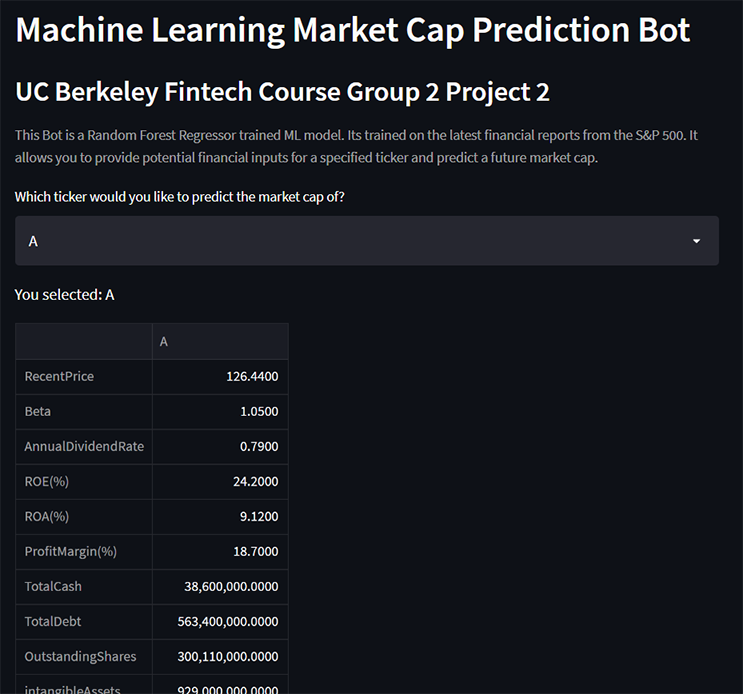 Machine Learning Market Cap Prediction Bot
UC Berkeley Fintech Course Group 2 Project 2
This Bot is a Random Forest Regressor trained ML model. Its trained on the latest financial reports from the S&P 500. It
allows you to provide potential financial inputs for a specified ticker and predict a future market cap.
Which ticker would you like to predict the market cap of?
A
You selected: A
A
RecentPrice 126.4400
Beta 1.0500
AnnualDividendRate 0.7900
ROE(%) 24.2000
ROA(%) 9.1200
ProfitMargin(%) 18.7000
TotalCash 38,600,000.0000
TotalDebt 563,400,000.0000
OutstandingShares 300,110,000.0000
intangibleAssets 929,000,000.0000